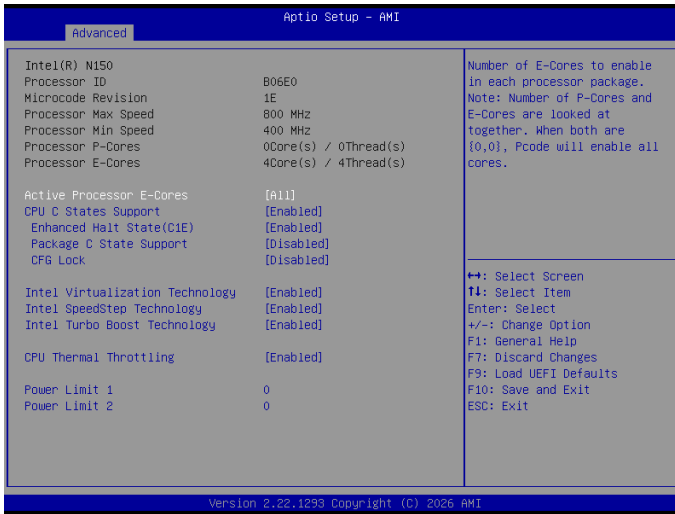 Aptio Setup – AMI
Advanced
Intel(R) N150
Processor ID B06E0
Microcode Revision 1E
Processor Max Speed 800 MHz
Processor Min Speed 400 MHz
Processor P-Cores 0Core(s) / 0Thread(s)
Processor E-Cores 4Core(s) / 4Thread(s)
Active Processor E-Cores [All]
CPU C States Support [Enabled]
Enhanced Halt State(C1E) [Enabled]
Package C State Support [Disabled]
CFG Lock [Disabled]
Intel Virtualization Technology [Enabled]
Intel SpeedStep Technology [Enabled]
Intel Turbo Boost Technology [Enabled]
CPU Thermal Throttling [Enabled]
Power Limit 1 0
Power Limit 2 0
Number of E-Cores to enable
in each processor package.
Note: Number of P-Cores and
E-Cores are looked at
together. When both are
{0,0}, Pcode will enable all
cores.
↔: Select Screen
↑↓: Select Item
Enter: Select
+/-: Change Option
F1: General Help
F7: Discard Changes
F9: Load UEFI Defaults
F10: Save and Exit
ESC: Exit
Version 2.22.1293 Copyright (C) 2026 AMI